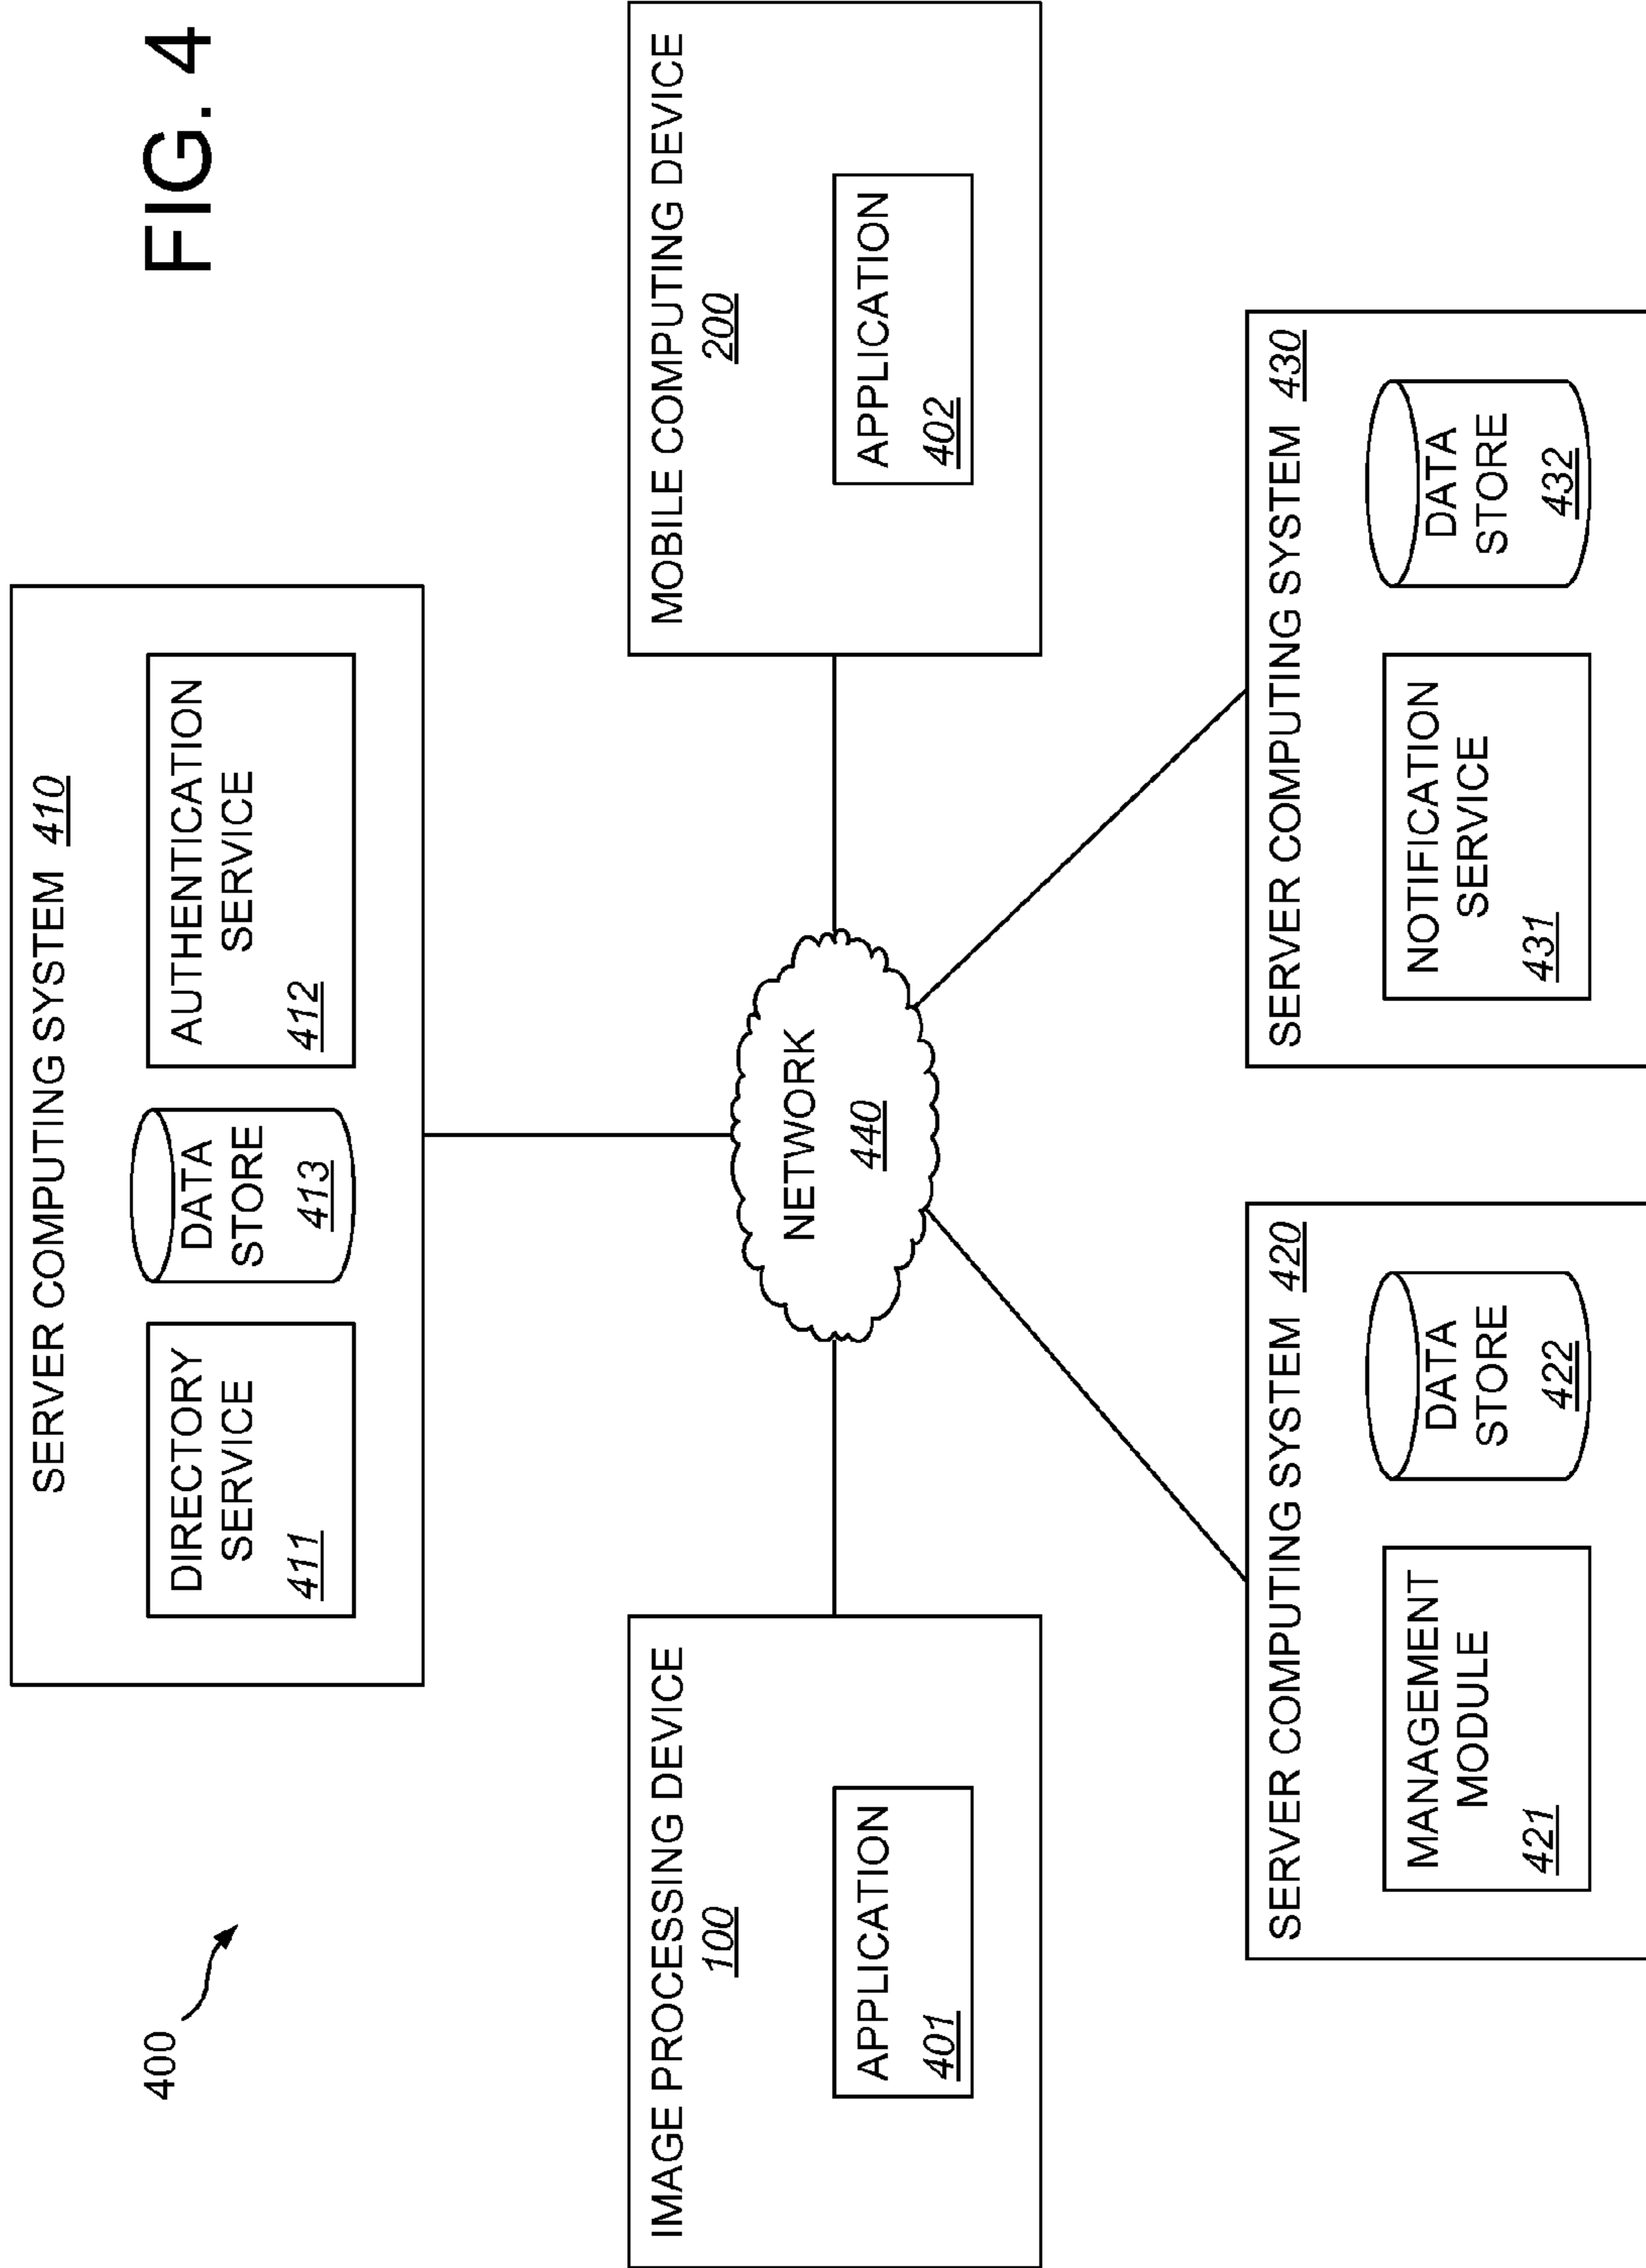 FIG. 4
400
SERVER COMPUTING SYSTEM 410
DIRECTORY
SERVICE
411
DATA
STORE
413
AUTHENTICATION
SERVICE
412
IMAGE PROCESSING DEVICE
100
APPLICATION
401
NETWORK
440
MOBILE COMPUTING DEVICE
200
APPLICATION
402
SERVER COMPUTING SYSTEM 420
MANAGEMENT
MODULE
421
DATA
STORE
422
SERVER COMPUTING SYSTEM 430
NOTIFICATION
SERVICE
431
DATA
STORE
432